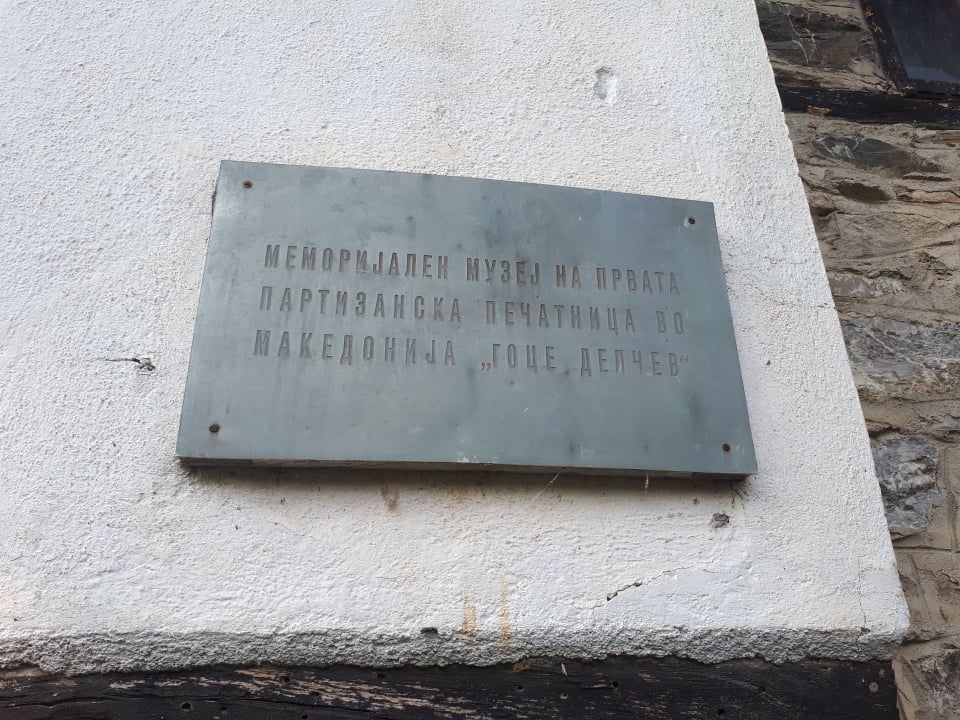 МЕМОРИЈАЛЕН МУЗЕЈ НА ПРВАТА
ПАРТИЗАНСКА ПЕЧАТНИЦА ВО
МАКЕДОНИЈА „ГОЦЕ ДЕЛЧЕВ“